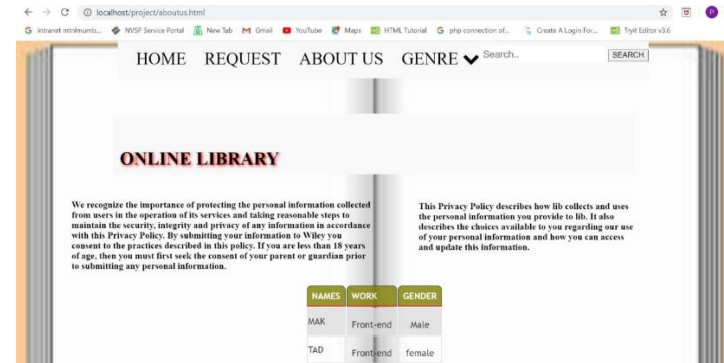 localhost/project/aboutus.html
intranet mtnlmumb... NVSP Service Portal New Tab Gmail YouTube Maps HTML Tutorial php connection of... Create A Login For... Tryit Editor v3.6
HOME REQUEST ABOUT US GENRE Search.. SEARCH
ONLINE LIBRARY
We recognize the importance of protecting the personal information collected
from users in the operation of its services and taking reasonable steps to
maintain the security, integrity and privacy of any information in accordance
with this Privacy Policy. By submitting your information to Wiley you
consent to the practices described in this policy. If you are less than 18 years
of age, then you must first seek the consent of your parent or guardian prior
to submitting any personal information.
This Privacy Policy describes how lib collects and uses
the personal information you provide to lib. It also
describes the choices available to you regarding our use
of your personal information and how you can access
and update this information.
NAMES WORK GENDER
MAK Front-end Male
TAD Front-end female